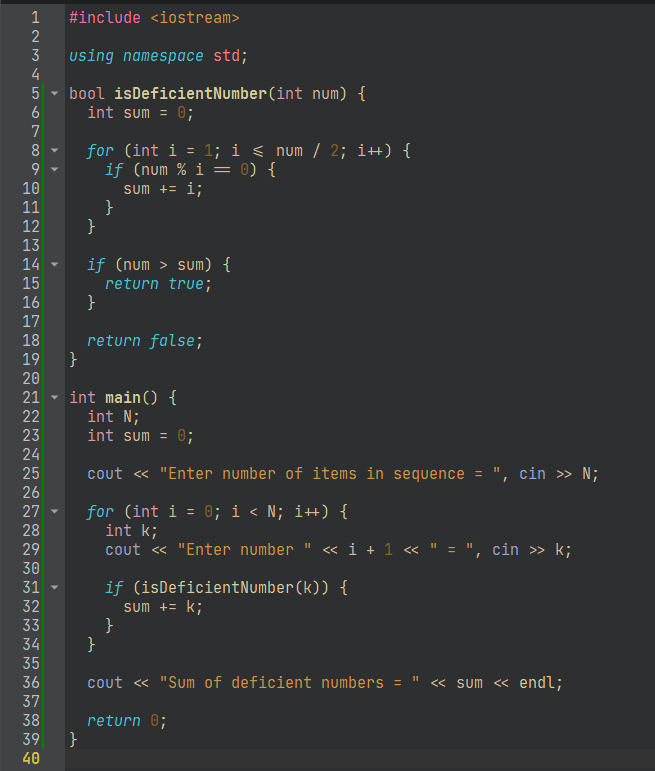 1 #include <iostream>
2
3 using namespace std;
4
5 bool isDeficientNumber(int num) {
6   int sum = 0;
7
8   for (int i = 1; i <= num / 2; i++) {
9     if (num % i == 0) {
10       sum += i;
11     }
12   }
13
14   if (num > sum) {
15     return true;
16   }
17
18   return false;
19 }
20
21 int main() {
22   int N;
23   int sum = 0;
24
25   cout << "Enter number of items in sequence = ", cin >> N;
26
27   for (int i = 0; i < N; i++) {
28     int k;
29     cout << "Enter number " << i + 1 << " = ", cin >> k;
30
31     if (isDeficientNumber(k)) {
32       sum += k;
33     }
34   }
35
36   cout << "Sum of deficient numbers = " << sum << endl;
37
38   return 0;
39 }
40